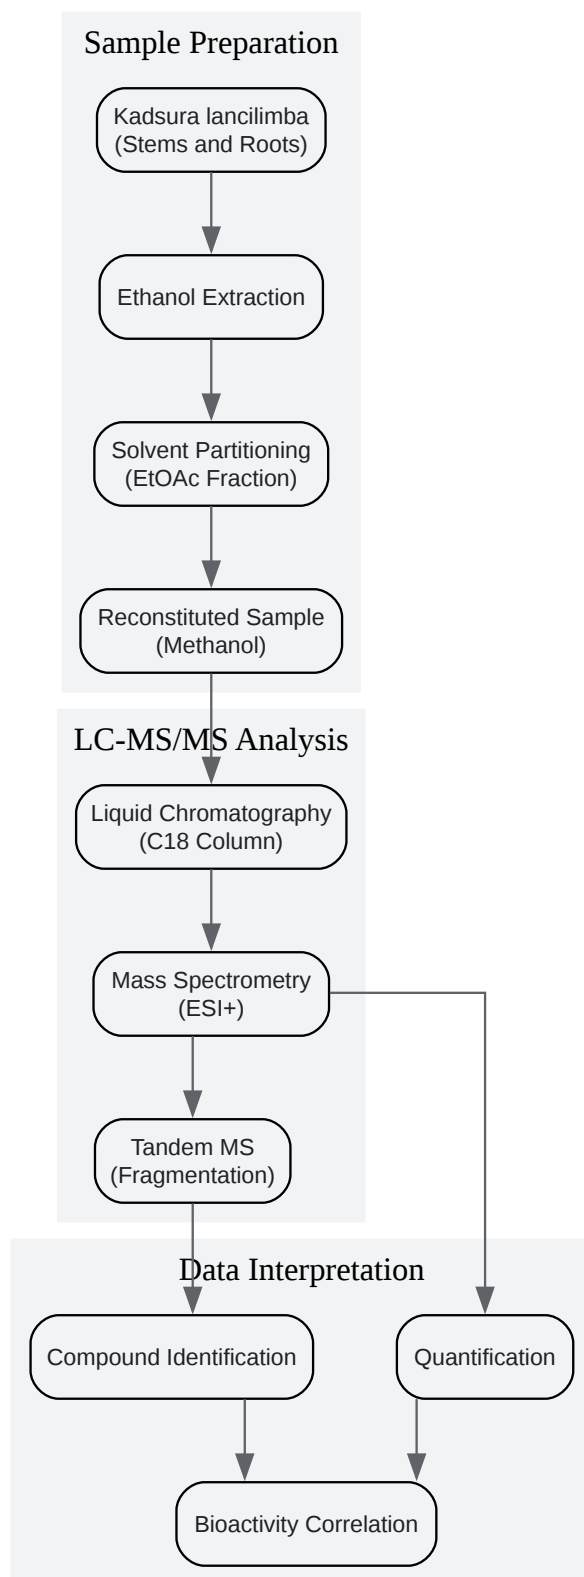 Sample Preparation
Kadsura lancilimba
(Stems and Roots)
Ethanol Extraction
Solvent Partitioning
(EtOAc Fraction)
Reconstituted Sample
(Methanol)
LC-MS/MS Analysis
Liquid Chromatography
(C18 Column)
Mass Spectrometry
(ESI+)
Tandem MS
(Fragmentation)
Data Interpretation
Compound Identification
Quantification
Bioactivity Correlation